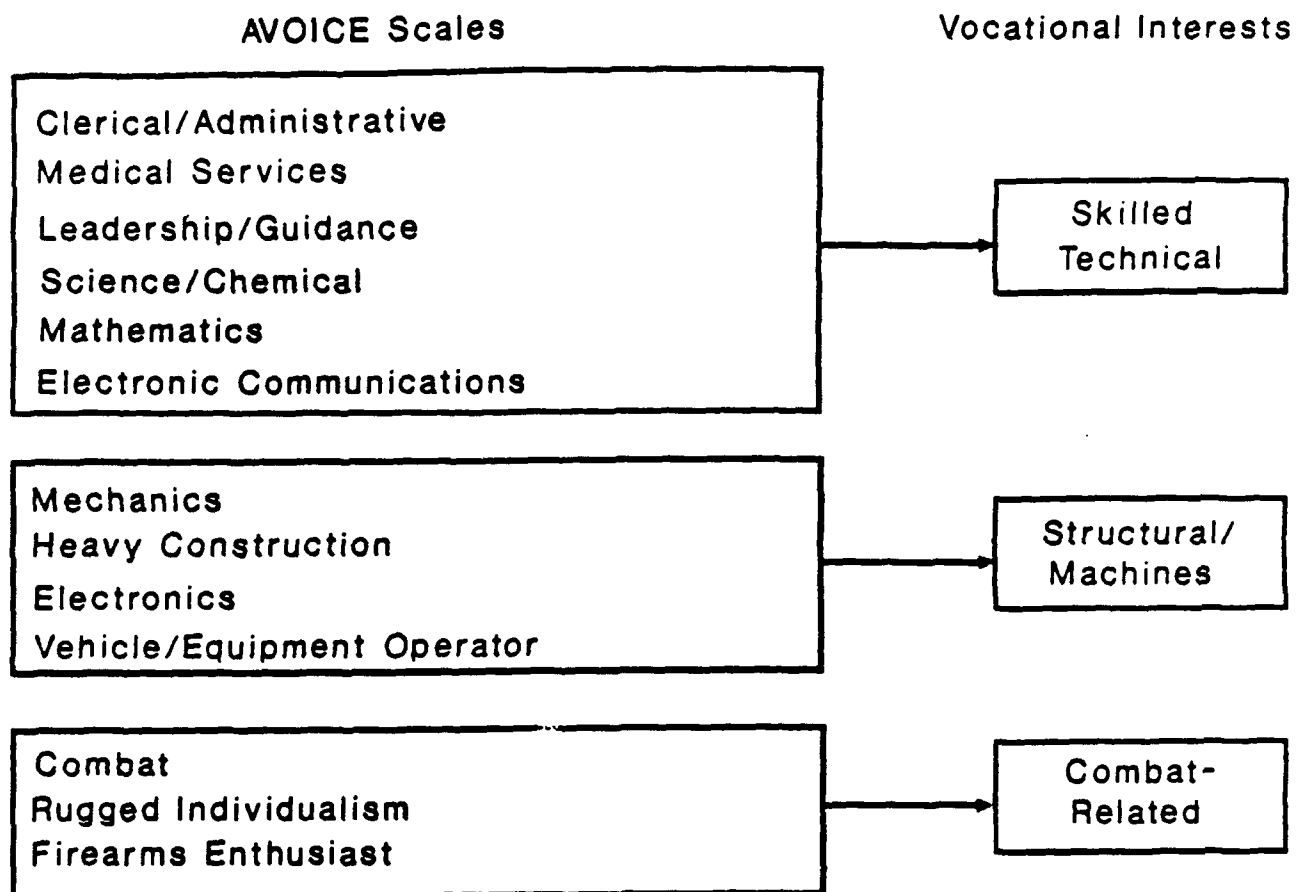 AVOICE Scales
Vocational Interests
Clerical/Administrative
Medical Services
Leadership/Guidance
Science/Chemical
Mathematics
Electronic Communications
Skilled
Technical
Mechanics
Heavy Construction
Electronics
Vehicle/Equipment Operator
Structural/
Machines
Combat
Rugged Individualism
Firearms Enthusiast
Combat-
Related